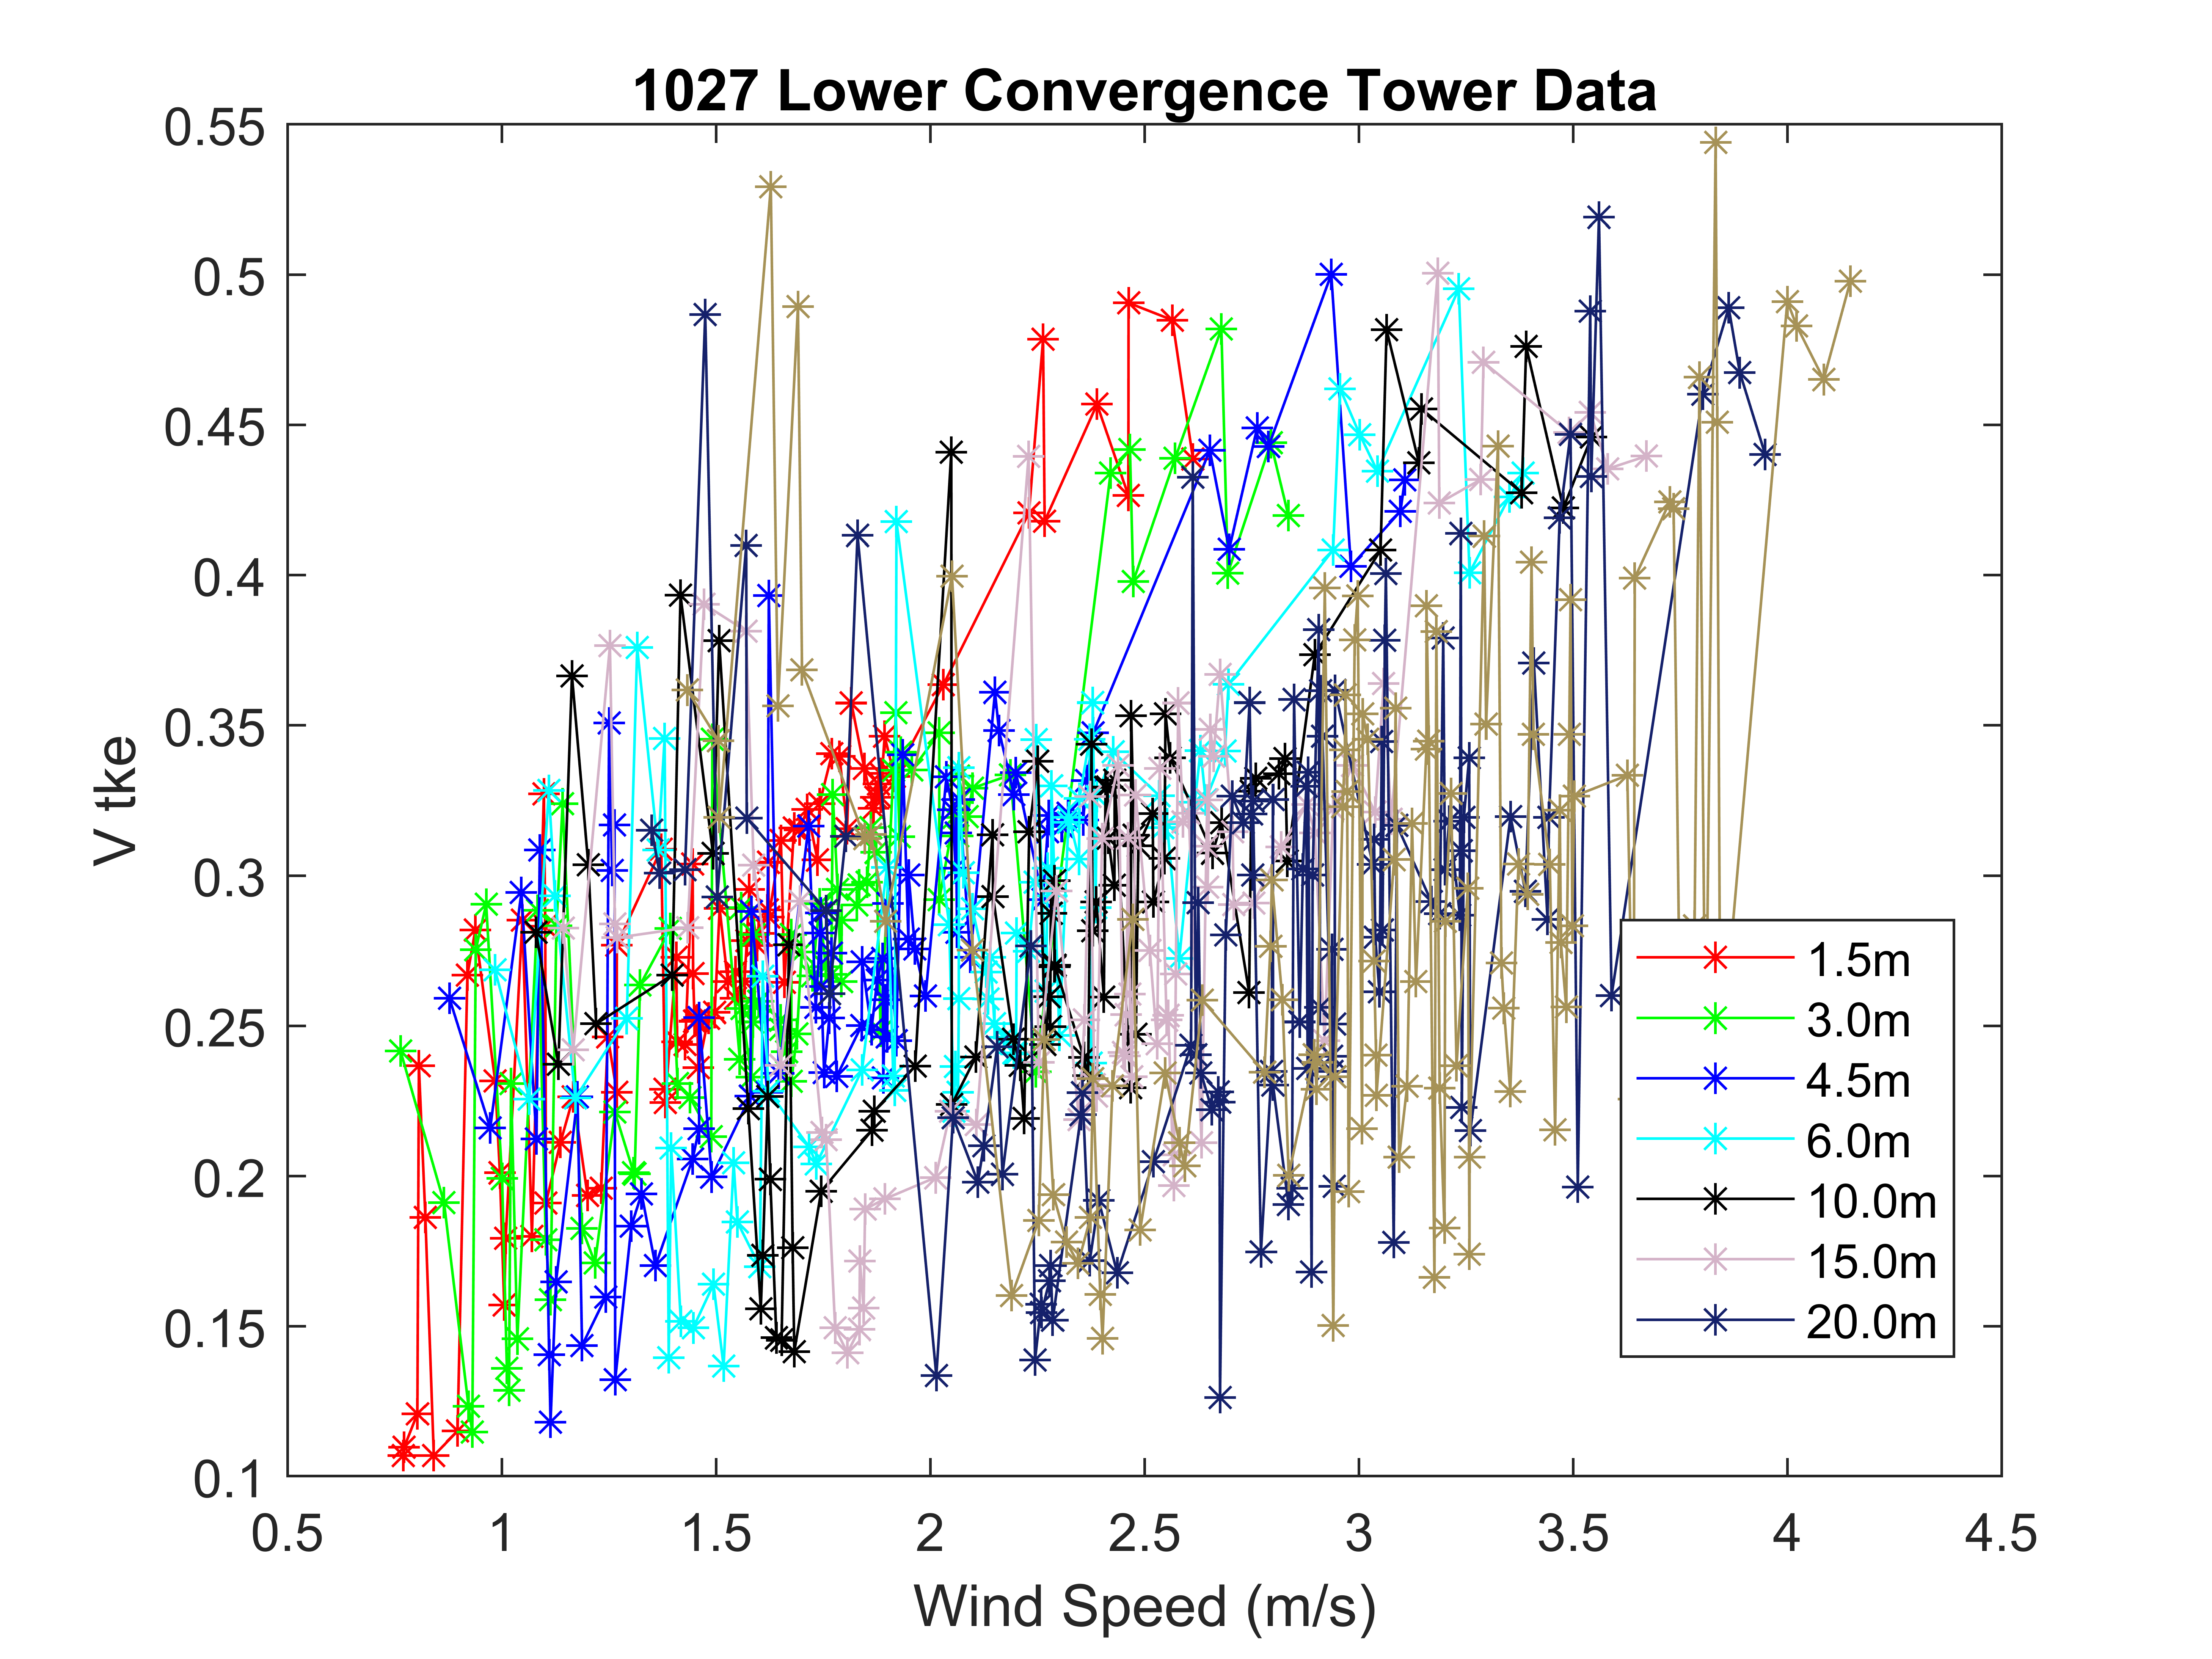 1027 Lower Convergence Tower Data
0.55
0.5
0.45
0.4
0.35
0.3
0.25
0.2
0.15
0.1
V tke
1.5m
3.0m
4.5m
6.0m
10.0m
15.0m
20.0m
0.5 1 1.5 2 2.5 3 3.5 4 4.5
Wind Speed (m/s)